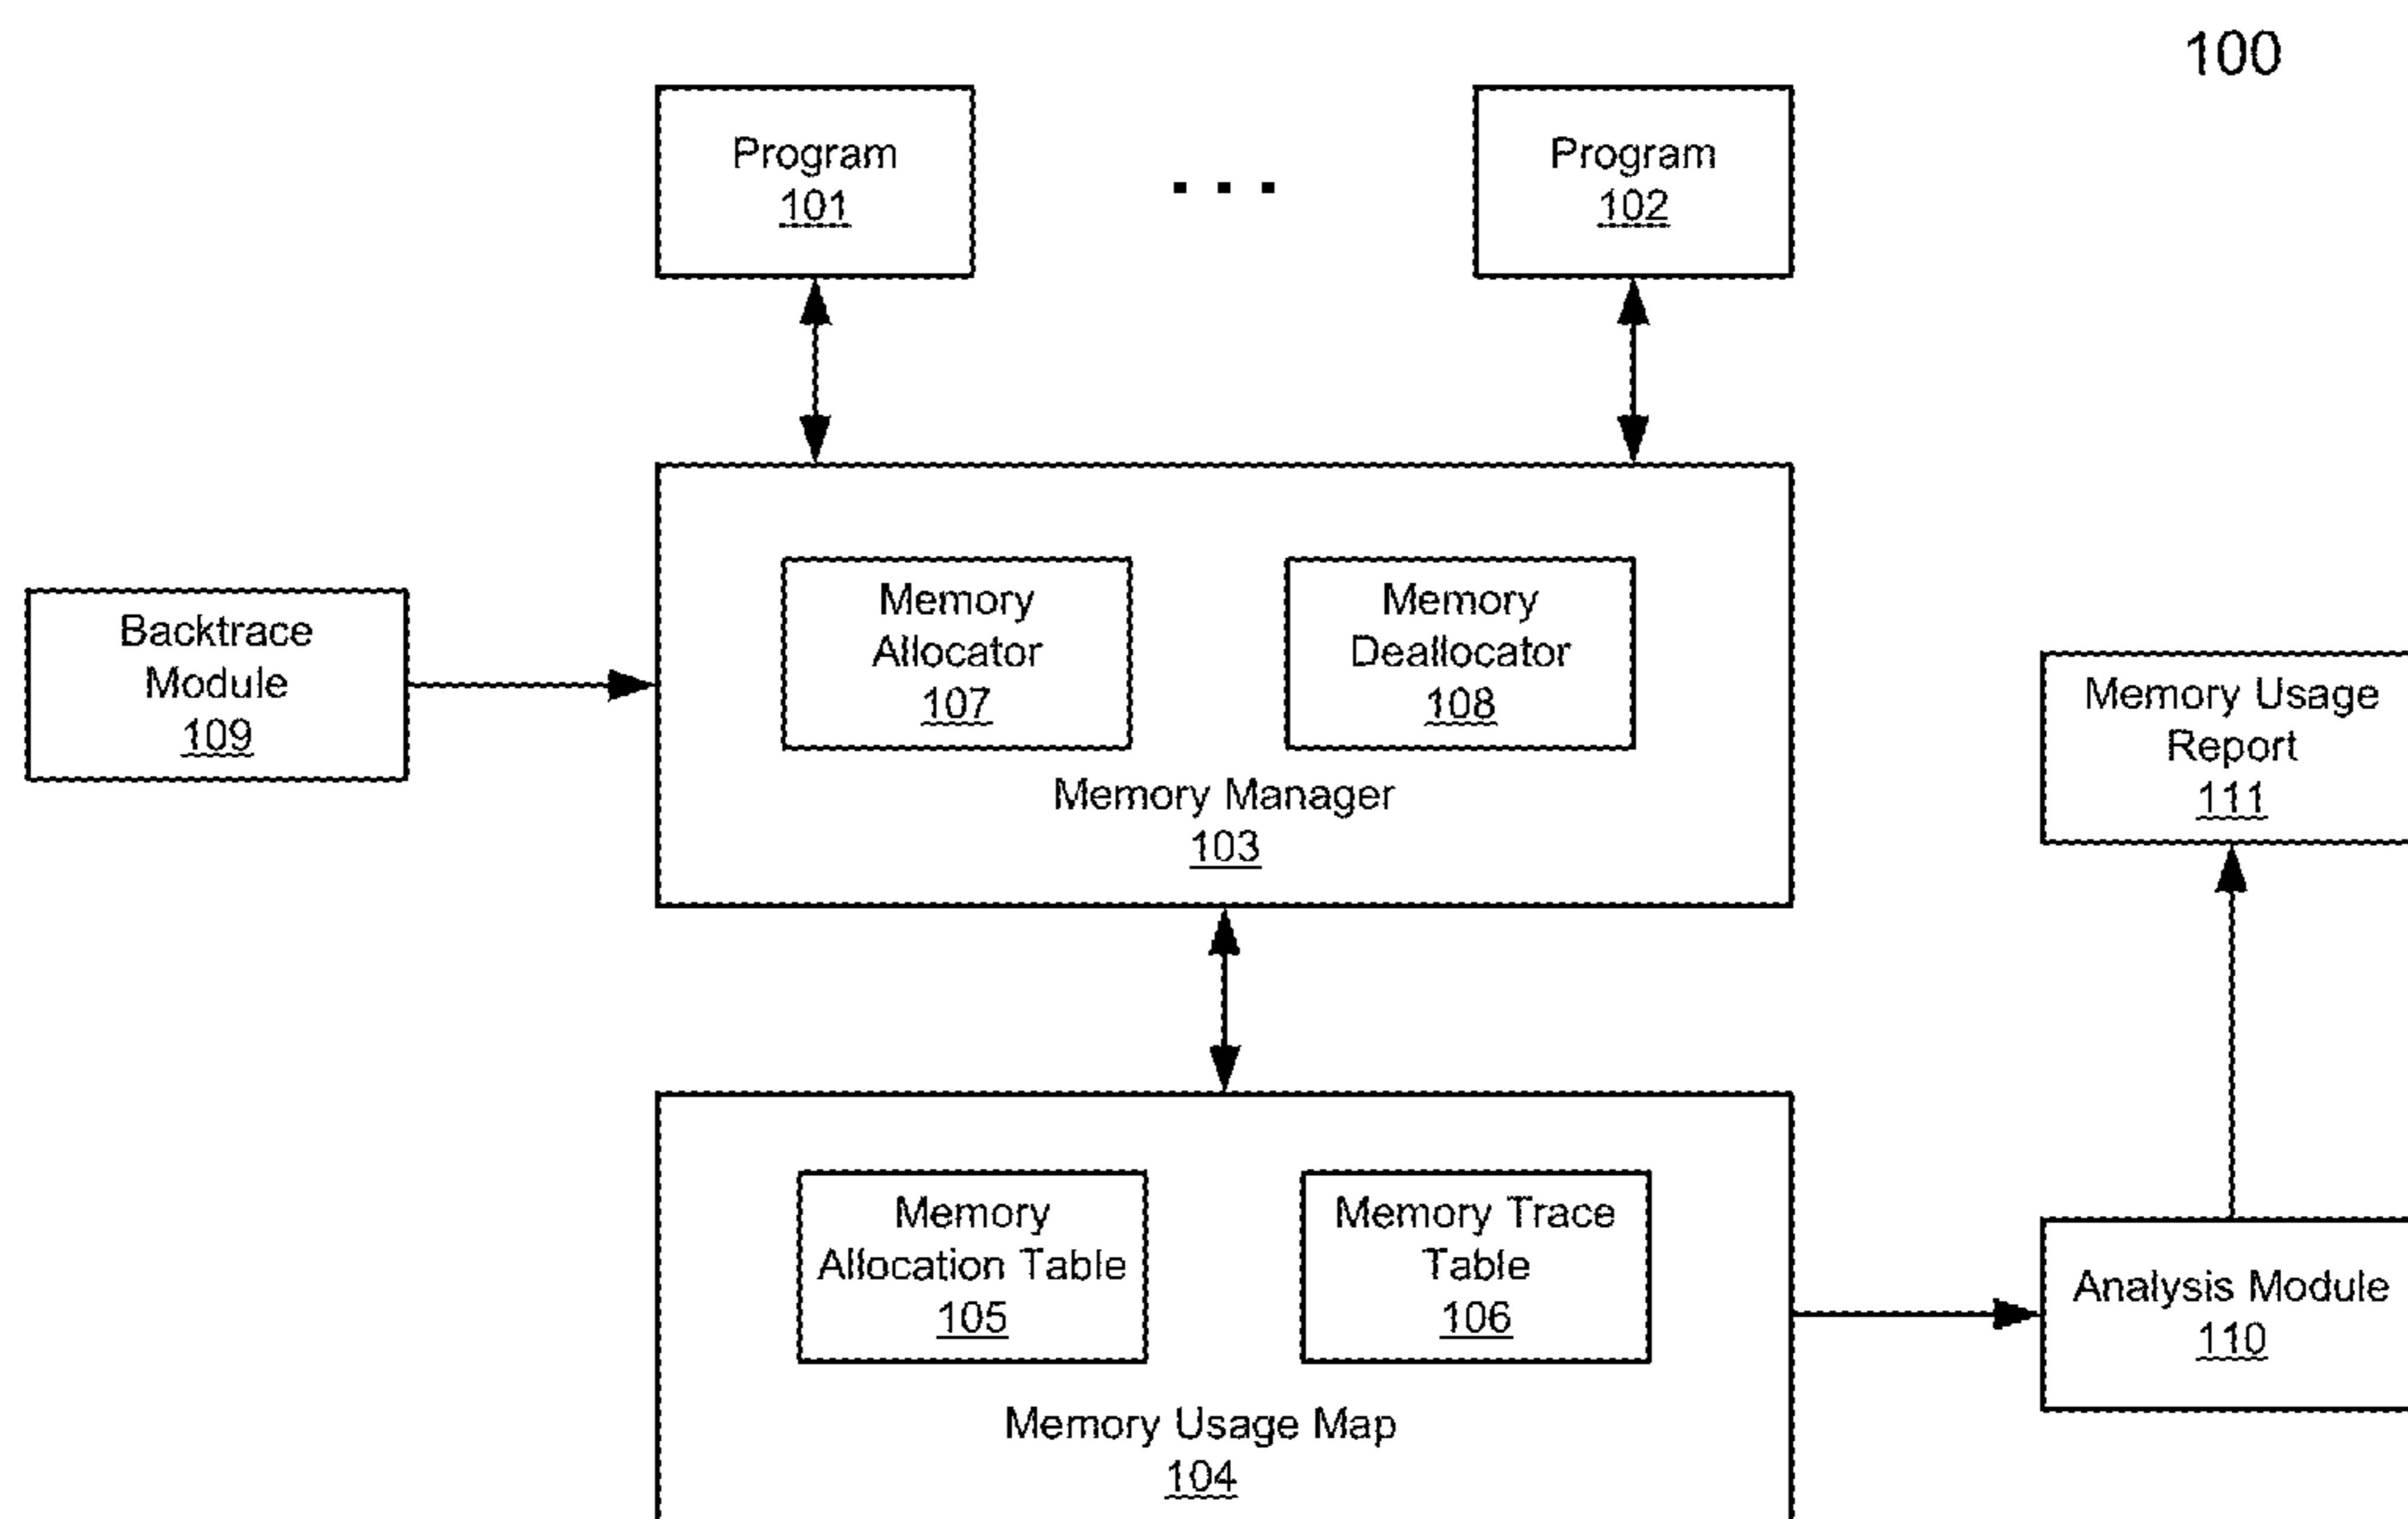 100
Program
101
. . .
Program
102
Backtrace
Module
109
Memory
Allocator
107
Memory
Deallocator
108
Memory Manager
103
Memory Usage
Report
111
Memory
Allocation Table
105
Memory Trace
Table
106
Memory Usage Map
104
Analysis Module
110